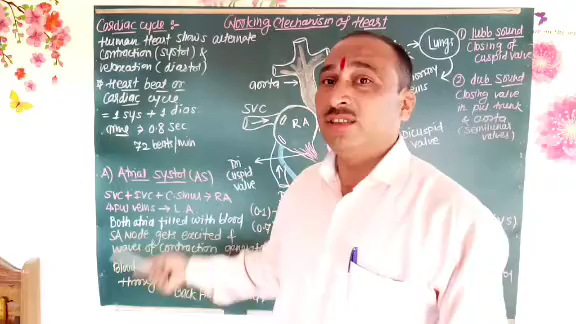 Working Mechanism of Heart
Cardiac cycle :-
Human Heart shows alternate
contraction (systol) &
relaxation (diastol)
* Heart beat or
Cardiac cycle
= 1 sys + 1 dias.
Time → 0.8 sec
72 beats/min
A) Atrial systol (AS)
SVC + IVC + C. sinus → RA
4 pul veins → L.A
Both atria filled with blood
SA Node gets excited &
waves of contraction
Blood
aorta
SVC
RA
Tri
cuspid
valve
Lungs
veins
Bicuspid
valve
① lubb sound
Closing of
Cuspid valve
② dub sound
Closing valve
in pul trunk
& aorta
(Semilunar
valves)